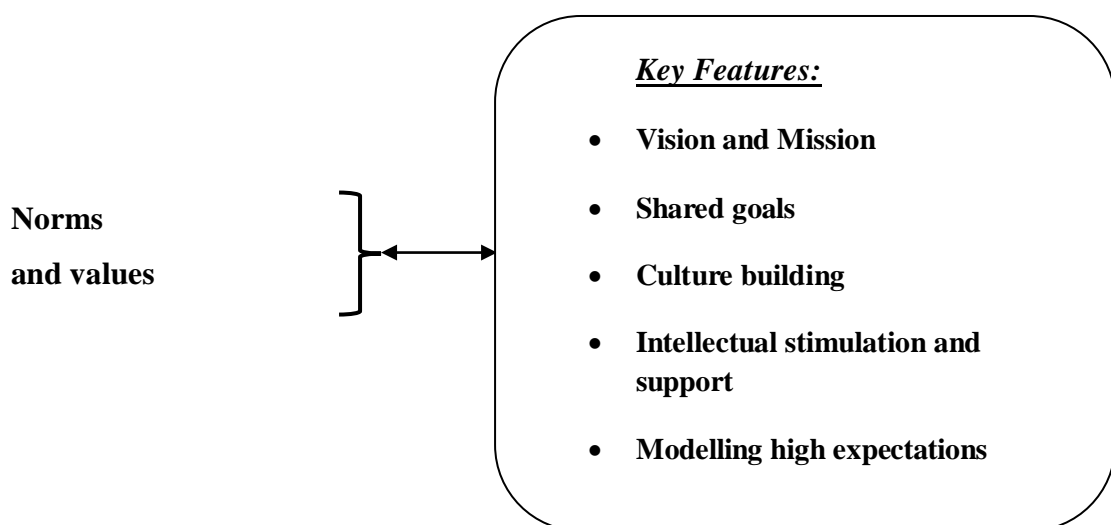 Norms
and values
Key Features:
• Vision and Mission
• Shared goals
• Culture building
• Intellectual stimulation and
support
• Modelling high expectations